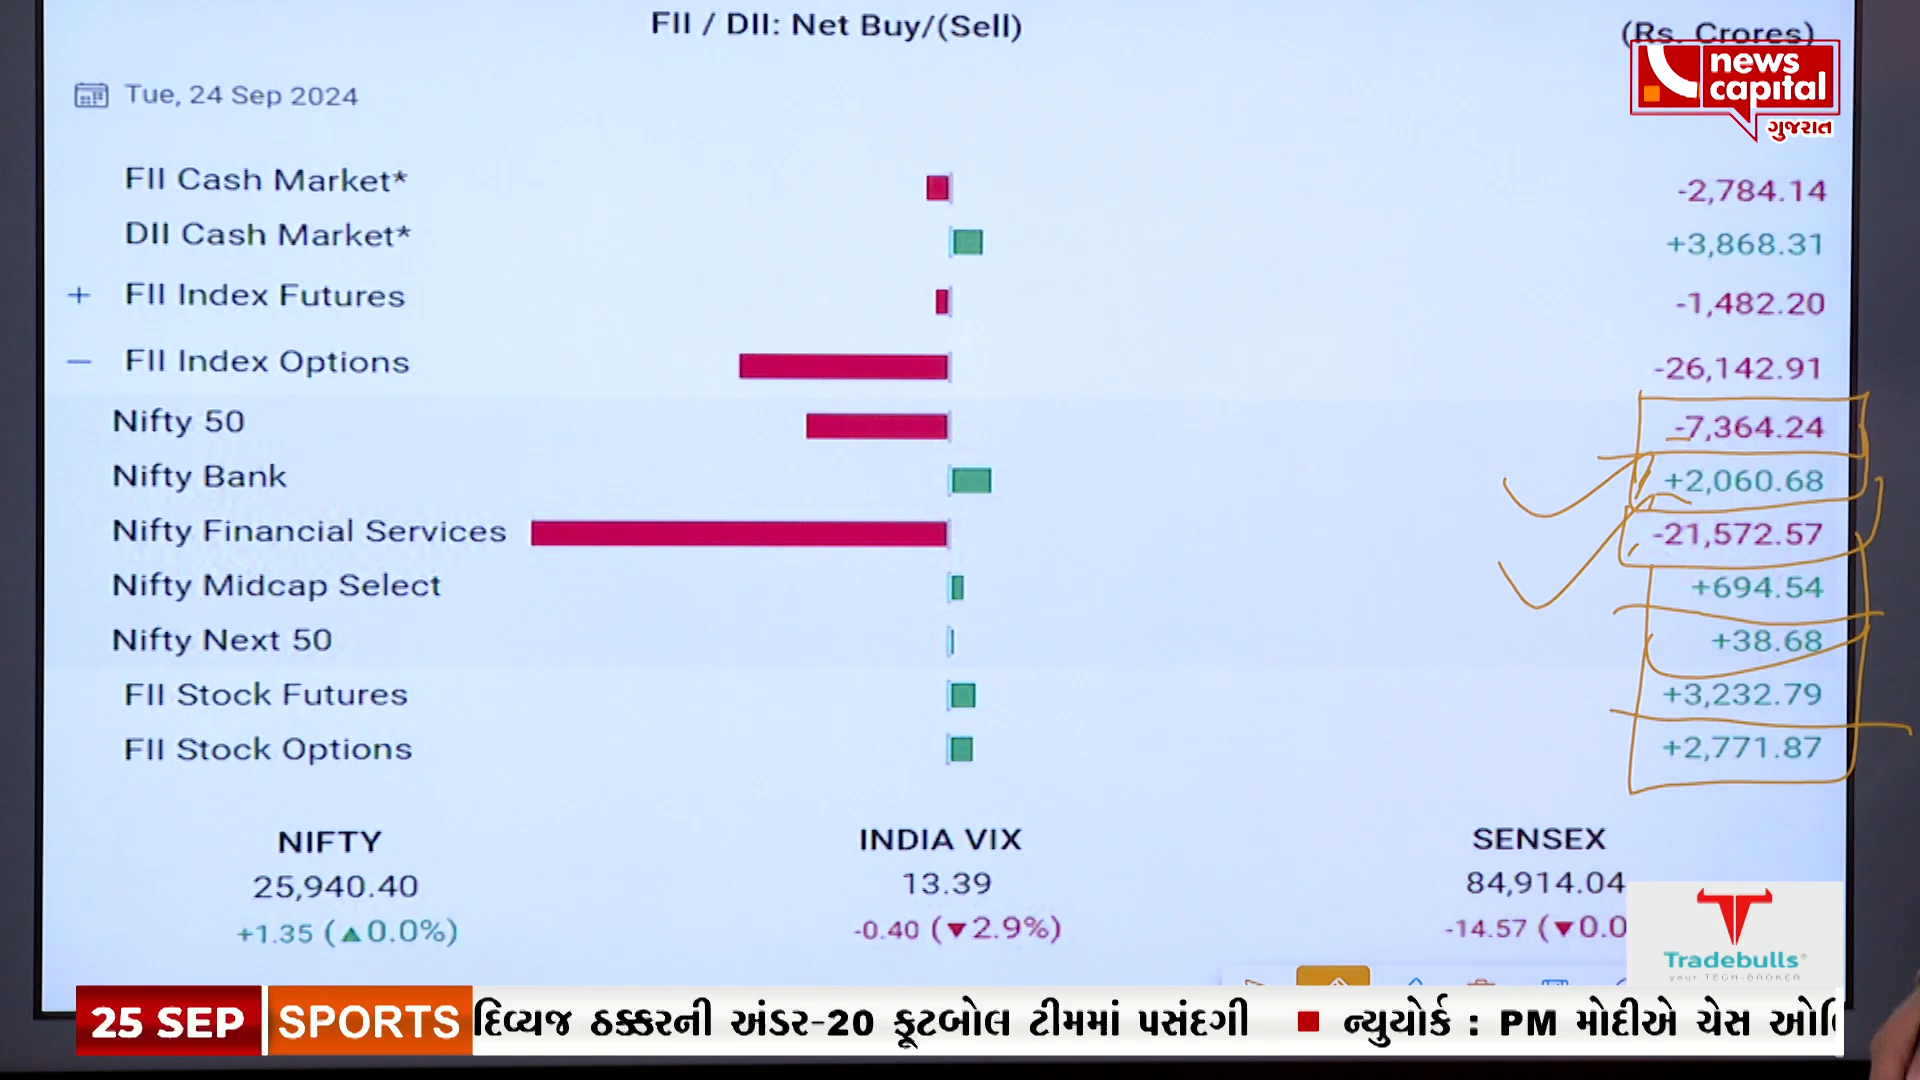 FII / DII: Net Buy/(Sell)
(Rs. Crores)
news
capital
ગુજરાત
Tue, 24 Sep 2024
FII Cash Market* -2,784.14
DII Cash Market* +3,868.31
+ FII Index Futures -1,482.20
− FII Index Options -26,142.91
Nifty 50 -7,364.24
Nifty Bank +2,060.68
Nifty Financial Services -21,572.57
Nifty Midcap Select +694.54
Nifty Next 50 +38.68
FII Stock Futures +3,232.79
FII Stock Options +2,771.87
NIFTY INDIA VIX SENSEX
25,940.40 13.39 84,914.04
+1.35 (▲0.0%) -0.40 (▼2.9%) -14.57 (▼0.0
Tradebulls
your TECH-BROKER
25 SEP SPORTS દિવ્યજ ઠક્કરની અંડર-20 ફૂટબોલ ટીમમાં પસંદગી ■ ન્યુયોર્ક : PM મોદીએ ચેસ